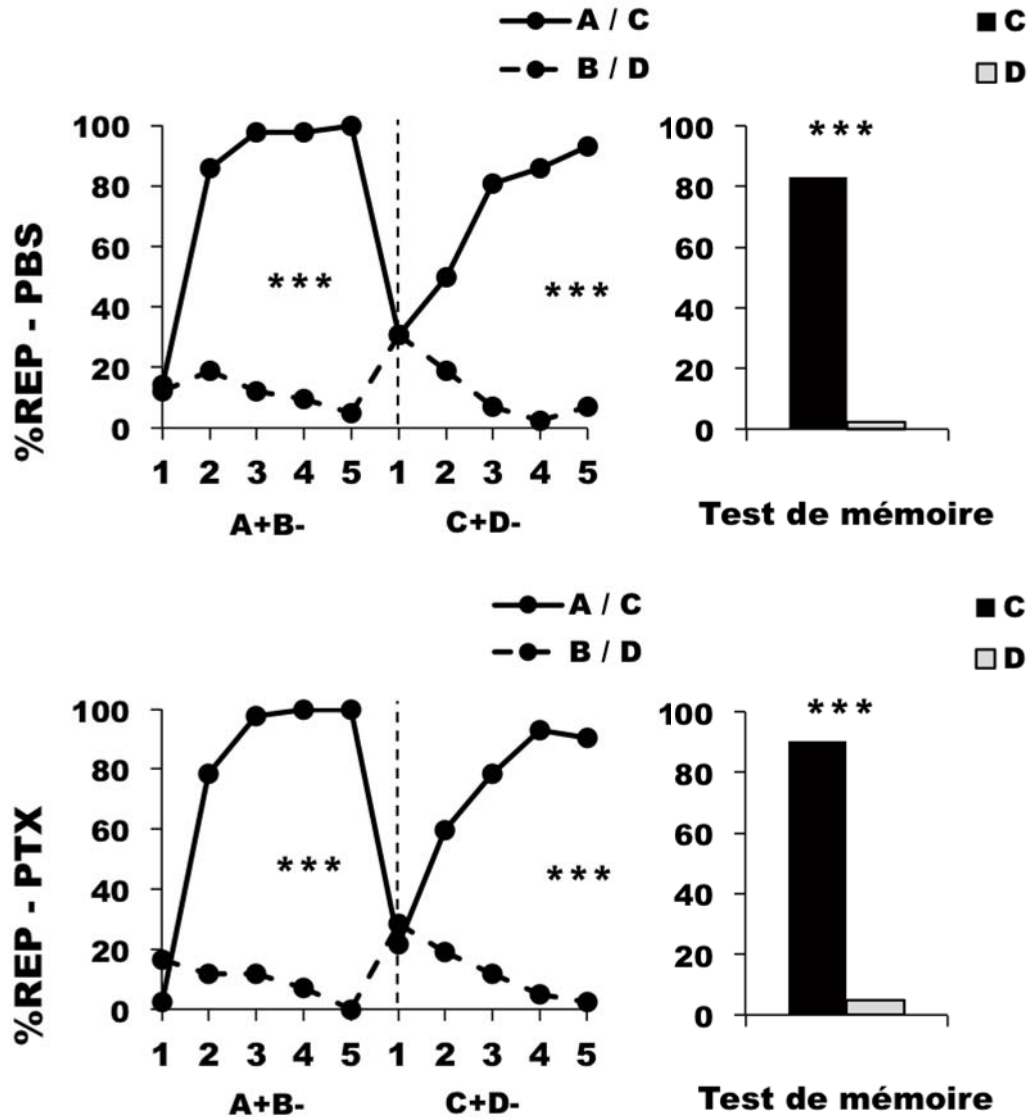 A / C
B / D
C
D
%REP - PBS
100
80
60
40
20
0
***
***
1 2 3 4 5 1 2 3 4 5
A+B- C+D-
100
80
60
40
20
0
***
Test de mémoire
A / C
B / D
C
D
%REP - PTX
100
80
60
40
20
0
***
***
1 2 3 4 5 1 2 3 4 5
A+B- C+D-
100
80
60
40
20
0
***
Test de mémoire